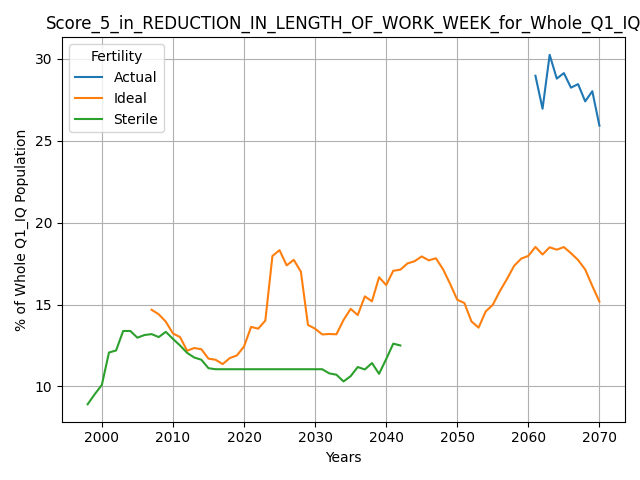 Score_5_in_REDUCTION_IN_LENGTH_OF_WORK_WEEK_for_Whole_Q1_IQ
Fertility
Actual
Ideal
Sterile
% of Whole Q1_IQ Population
30
25
20
15
10
2000 2010 2020 2030 2040 2050 2060 2070
Years